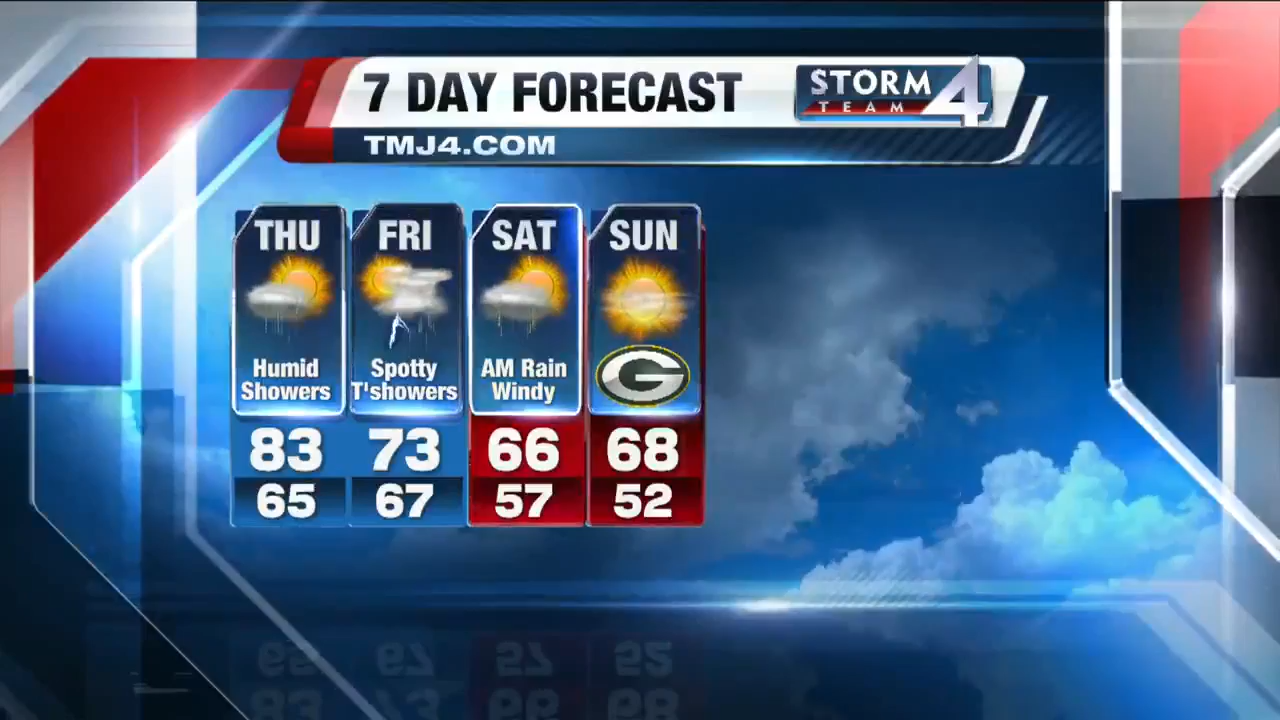 7 DAY FORECAST
STORM
TEAM 4
TMJ4.COM
THU
FRI
SAT
SUN
Humid
Showers
Spotty
T'showers
AM Rain
Windy
G
83
73
66
68
65
67
57
52